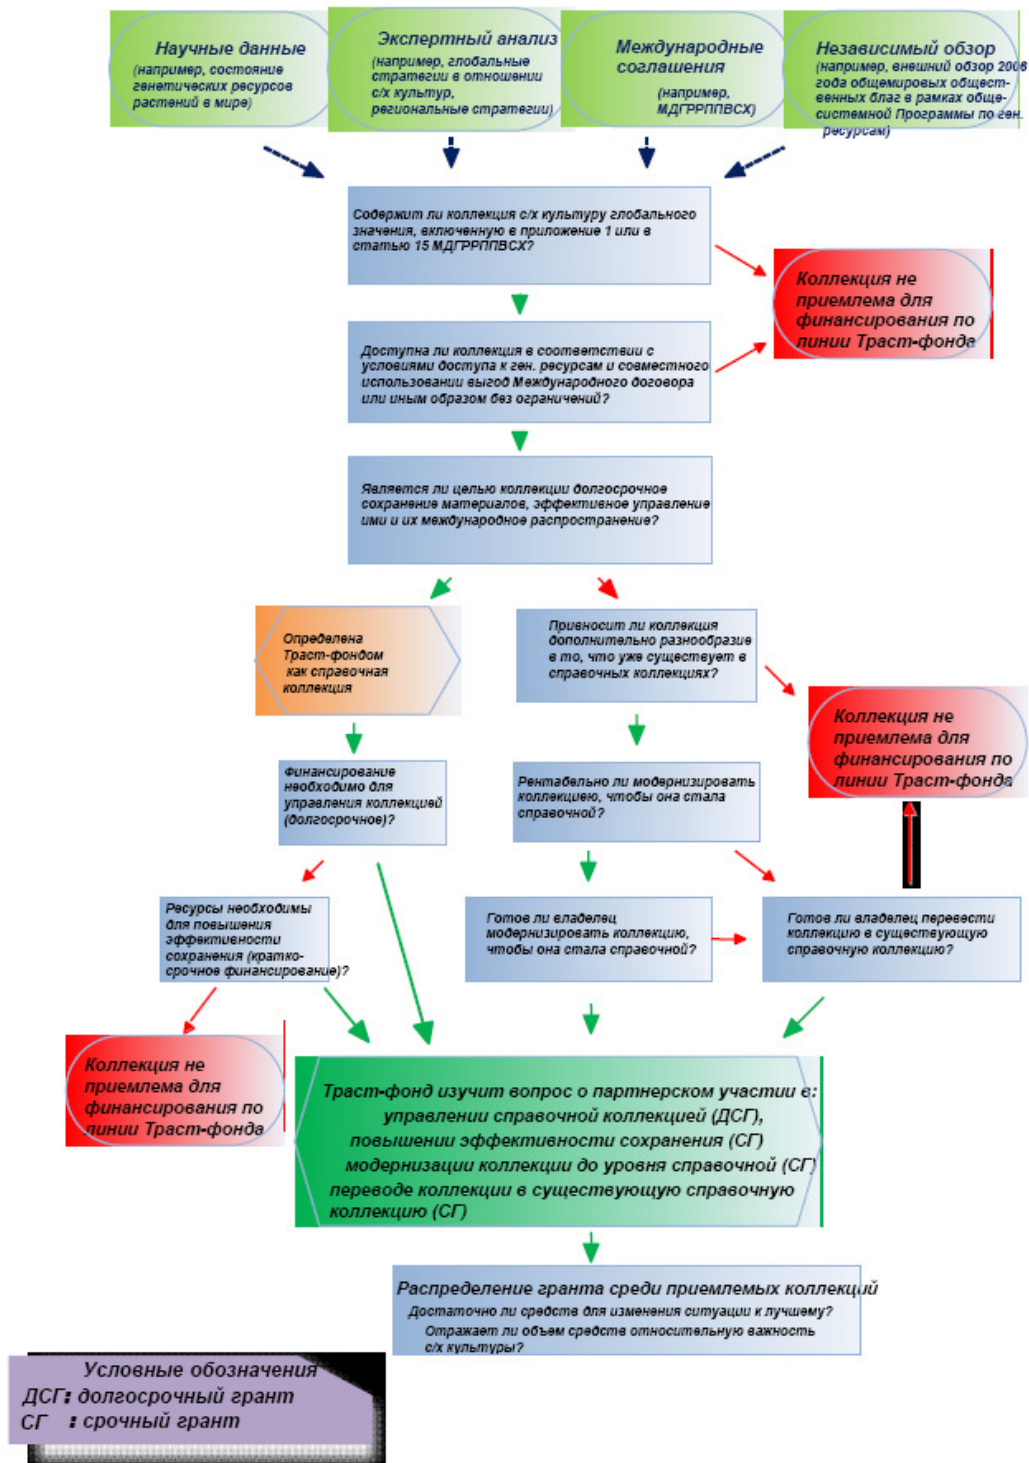 Научные данные
(например, состояние
генетических ресурсов
растений в мире)
Экспертный анализ
(например, глобальные
стратегии в отношении
с/х культур,
региональные стратегии)
Международные
соглашения
(например,
МДГРРППВСХ)
Независимый обзор
(например, внешний обзор 2006
года общемировых общест-
венных благ в рамках обще-
системной Программы по ген.
ресурсам)
Содержит ли коллекция с/х культуру глобального
значения, включенную в приложение 1 или в
статью 15 МДГРРППВСХ?
Коллекция не
приемлема для
финансирования по
линии Траст-фонда
Доступна ли коллекция в соответствии с
условиями доступа к ген. ресурсам и совместного
использовании выгод Международного договора
или иным образом без ограничений?
Является ли целью коллекции долгосрочное
сохранение материалов, эффективное управление
ими и их международное распространение?
Определена
Траст-фондом
как справочная
коллекция
Привносит ли коллекция
дополнительно разнообразие
в то, что уже существует в
справочных коллекциях?
Коллекция не
приемлема для
финансирования по
линии Траст-фонда
Финансирование
необходимо для
управления коллекцией
(долгосрочное)?
Рентабельно ли модернизировать
коллекциею, чтобы она стала
справочной?
Ресурсы необходимы
для повышения
эффективности
сохранения (кратко-
срочное финансирование)?
Готов ли владелец
модернизировать коллекцию,
чтобы она стала справочной?
Готов ли владелец перевести
коллекцию в существующую
справочную коллекцию?
Коллекция не
приемлема для
финансирования по
линии Траст-фонда
Траст-фонд изучит вопрос о партнерском участии в:
управлении справочной коллекцией (ДСГ),
повышении эффективности сохранения (СГ)
модернизации коллекции до уровня справочной (СГ)
переводе коллекции в существующую справочную
коллекцию (СГ)
Распределение гранта среди приемлемых коллекций
Достаточно ли средств для изменения ситуации к лучшему?
Отражает ли объем средств относительную важность
с/х культуры?
Условные обозначения
ДСГ: долгосрочный грант
СГ : срочный грант